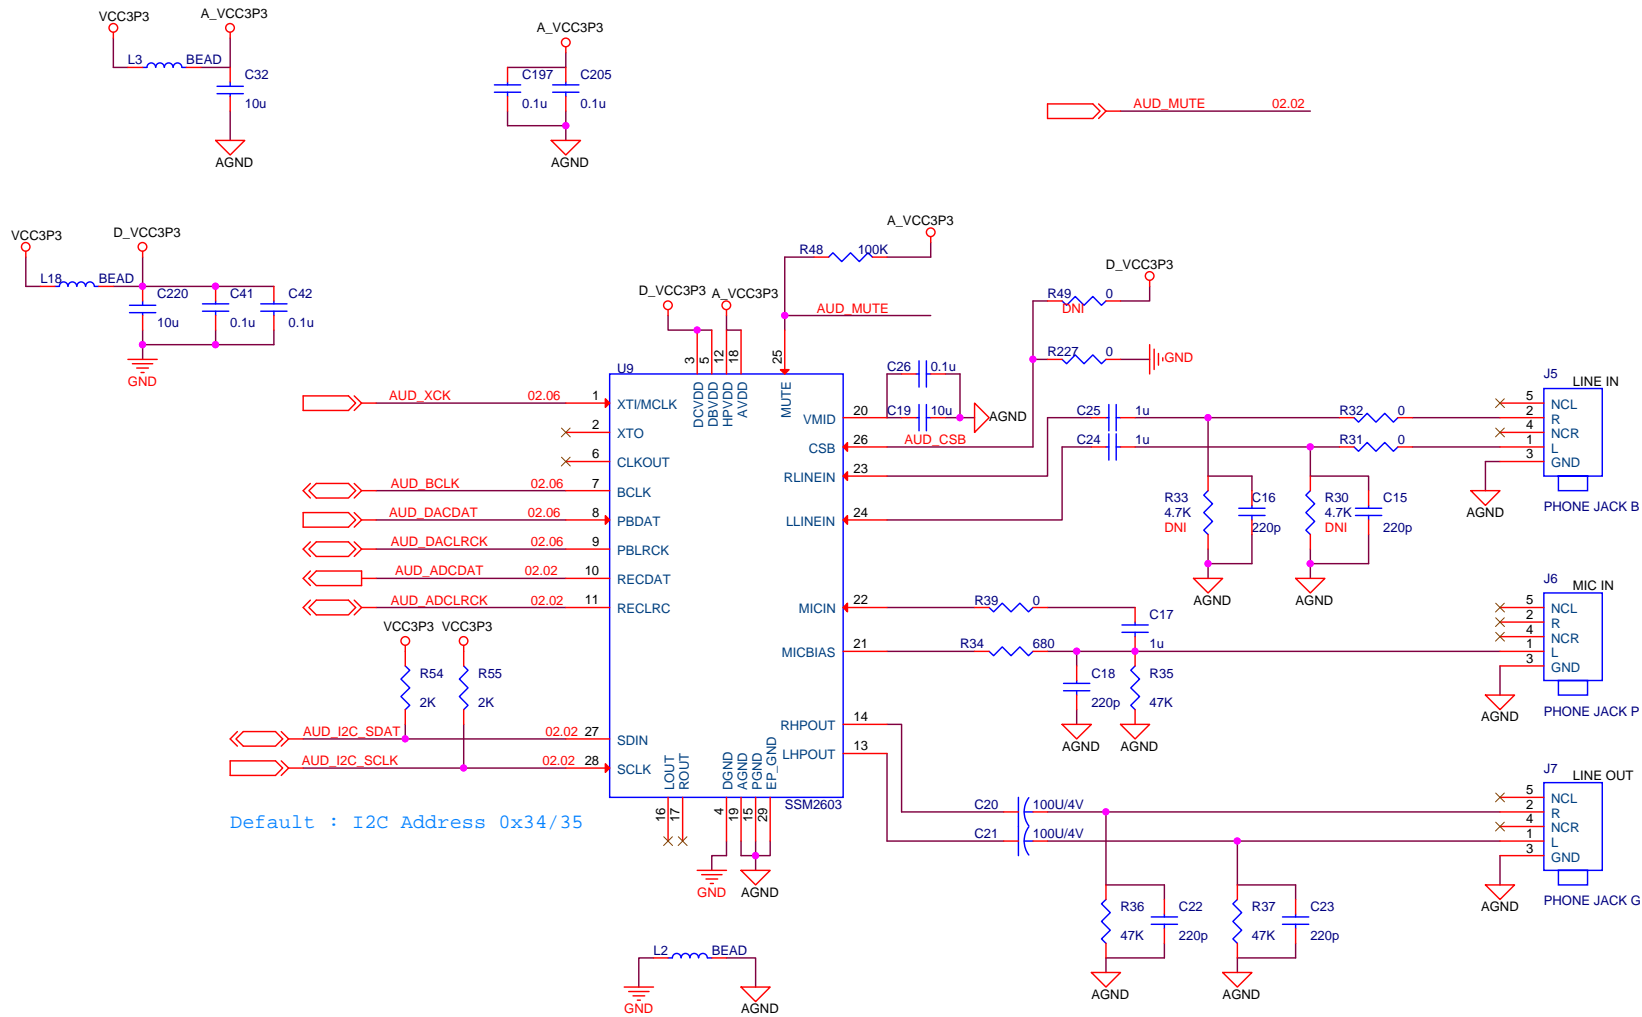 VCC3P3
A_VCC3P3
L3
BEAD
C32
10u
AGND
A_VCC3P3
C197
C205
0.1u
0.1u
AGND
AUD_MUTE
02.02
VCC3P3
D_VCC3P3
L18
BEAD
C220
C41
C42
10u
0.1u
0.1u
GND
A_VCC3P3
R48
100K
D_VCC3P3
A_VCC3P3
AUD_MUTE
D_VCC3P3
R49
0
DNI
R227
0
GND
U9
3
5
12
18
25
DCVDD
DBVDD
HPVDD
AVDD
MUTE
C26
0.1u
C19
10u
AGND
VMID
20
CSB
26
AUD_CSB
RLINEIN
23
LLINEIN
24
MICIN
22
MICBIAS
21
RHPOUT
14
LHPOUT
13
AUD_XCK
02.06
1
XTI/MCLK
2
XTO
6
CLKOUT
AUD_BCLK
02.06
7
BCLK
AUD_DACDAT
02.06
8
PBDAT
AUD_DACLRCK
02.06
9
PBLRCK
AUD_ADCDAT
02.02
10
RECDAT
AUD_ADCLRCK
02.02
11
RECLRC
VCC3P3
VCC3P3
R54
R55
2K
2K
AUD_I2C_SDAT
02.02
27
SDIN
AUD_I2C_SCLK
02.02
28
SCLK
LOUT
ROUT
DGND
AGND
PGND
EP_GND
16
17
4
19
15
29
SSM2603
Default : I2C Address 0x34/35
GND
AGND
L2
BEAD
GND
AGND
C25
1u
C24
1u
R32
0
R31
0
R33
4.7K
DNI
C16
220p
R30
4.7K
DNI
C15
220p
AGND
AGND
J5
LINE IN
5
NCL
2
R
4
NCR
1
L
3
GND
AGND
PHONE JACK B
R39
0
C17
1u
R34
680
C18
220p
R35
47K
AGND
AGND
J6
MIC IN
5
NCL
2
R
4
NCR
1
L
3
GND
AGND
PHONE JACK P
C20
100U/4V
C21
100U/4V
R36
47K
C22
220p
R37
47K
C23
220p
AGND
AGND
J7
LINE OUT
5
NCL
2
R
4
NCR
1
L
3
GND
AGND
PHONE JACK G